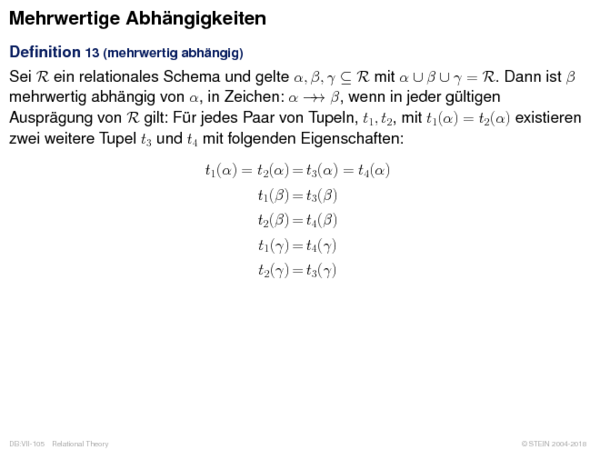 Mehrwertige Abhängigkeiten
Definition 13 (mehrwertig abhängig)
Sei ℛ ein relationales Schema und gelte α, β, γ ⊆ ℛ mit α ∪ β ∪ γ = ℛ. Dann ist β
mehrwertig abhängig von α, in Zeichen: α →→ β, wenn in jeder gültigen
Ausprägung von ℛ gilt: Für jedes Paar von Tupeln, t₁, t₂, mit t₁(α) = t₂(α) existieren
zwei weitere Tupel t₃ und t₄ mit folgenden Eigenschaften:
t₁(α) = t₂(α) = t₃(α) = t₄(α)
t₁(β) = t₃(β)
t₂(β) = t₄(β)
t₁(γ) = t₄(γ)
t₂(γ) = t₃(γ)
DB:VII-105 Relational Theory © STEIN 2004-2018